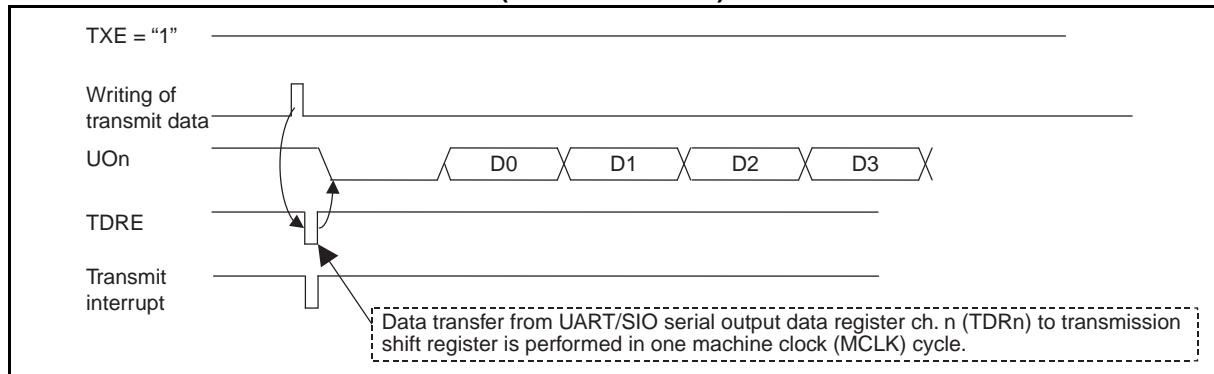 TXE = “1”
Writing of
transmit data
UOn
D0 D1 D2 D3
TDRE
Transmit
interrupt
Data transfer from UART/SIO serial output data register ch. n (TDRn) to transmission
shift register is performed in one machine clock (MCLK) cycle.